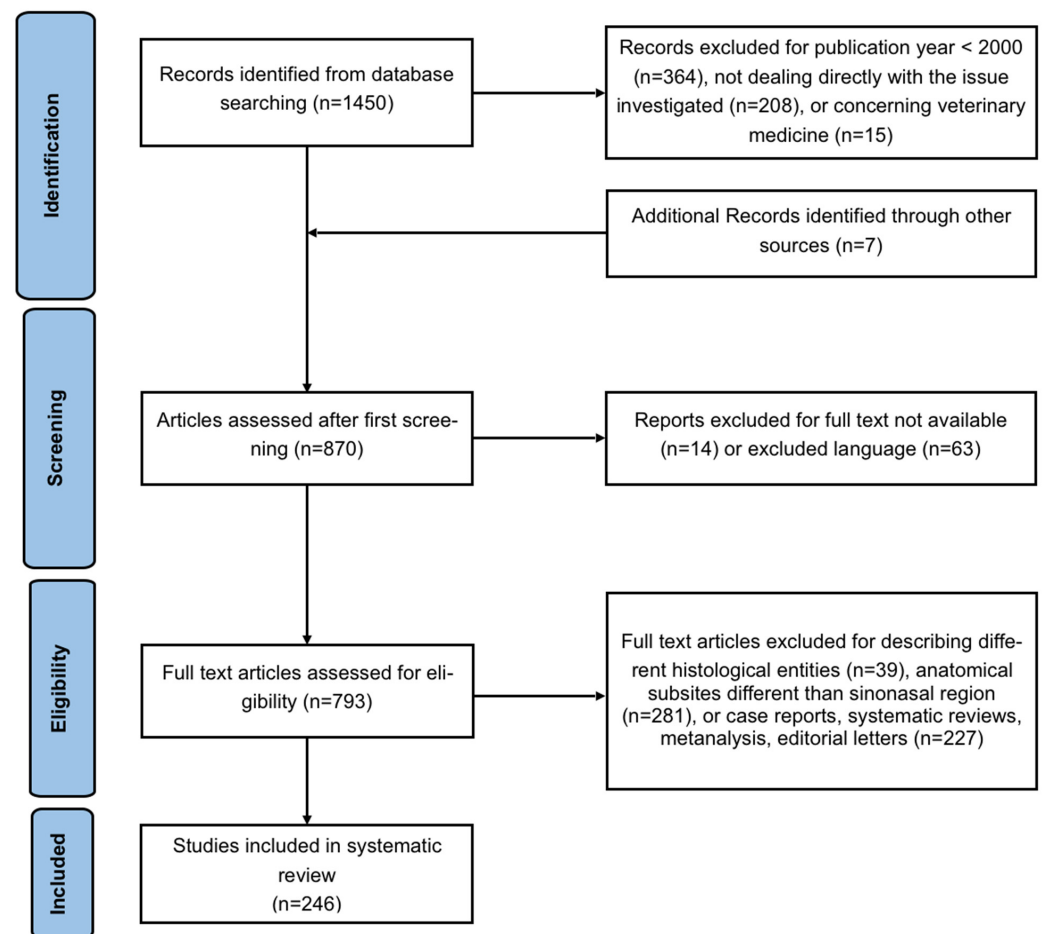 Identification
Records identified from database
searching (n=1450)
Records excluded for publication year < 2000
(n=364), not dealing directly with the issue
investigated (n=208), or concerning veterinary
medicine (n=15)
Additional Records identified through other
sources (n=7)
Screening
Articles assessed after first scree-
ning (n=870)
Reports excluded for full text not available
(n=14) or excluded language (n=63)
Eligibility
Full text articles assessed for eli-
gibility (n=793)
Full text articles excluded for describing diffe-
rent histological entities (n=39), anatomical
subsites different than sinonasal region
(n=281), or case reports, systematic reviews,
metanalysis, editorial letters (n=227)
Included
Studies included in systematic
review
(n=246)